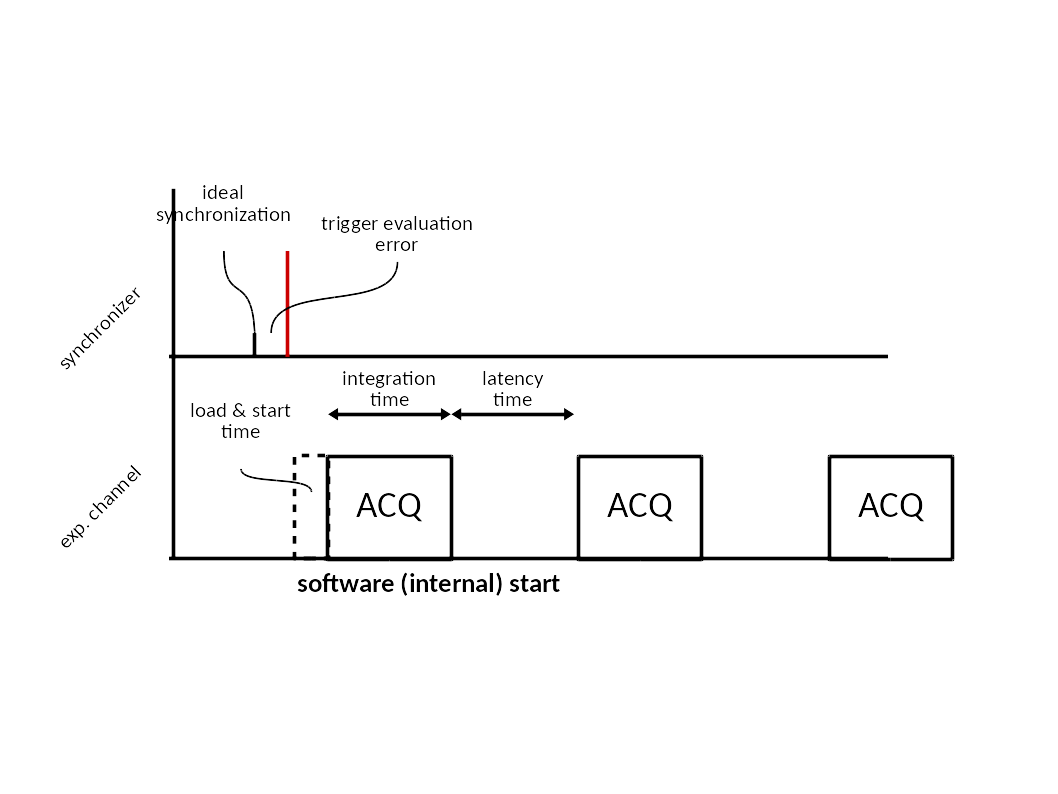 ideal
synchronization
trigger evaluation
error
synchronizer
integration
time
latency
time
load & start
time
exp. channel
ACQ
ACQ
ACQ
software (internal) start